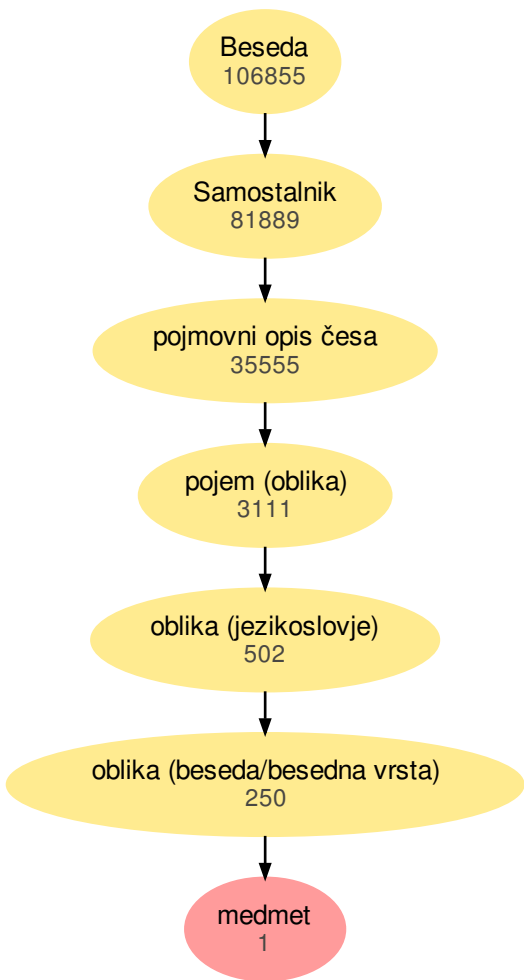 Beseda
106855
Samostalnik
81889
pojmovni opis česa
35555
pojem (oblika)
3111
oblika (jezikoslovje)
502
oblika (beseda/besedna vrsta)
250
medmet
1